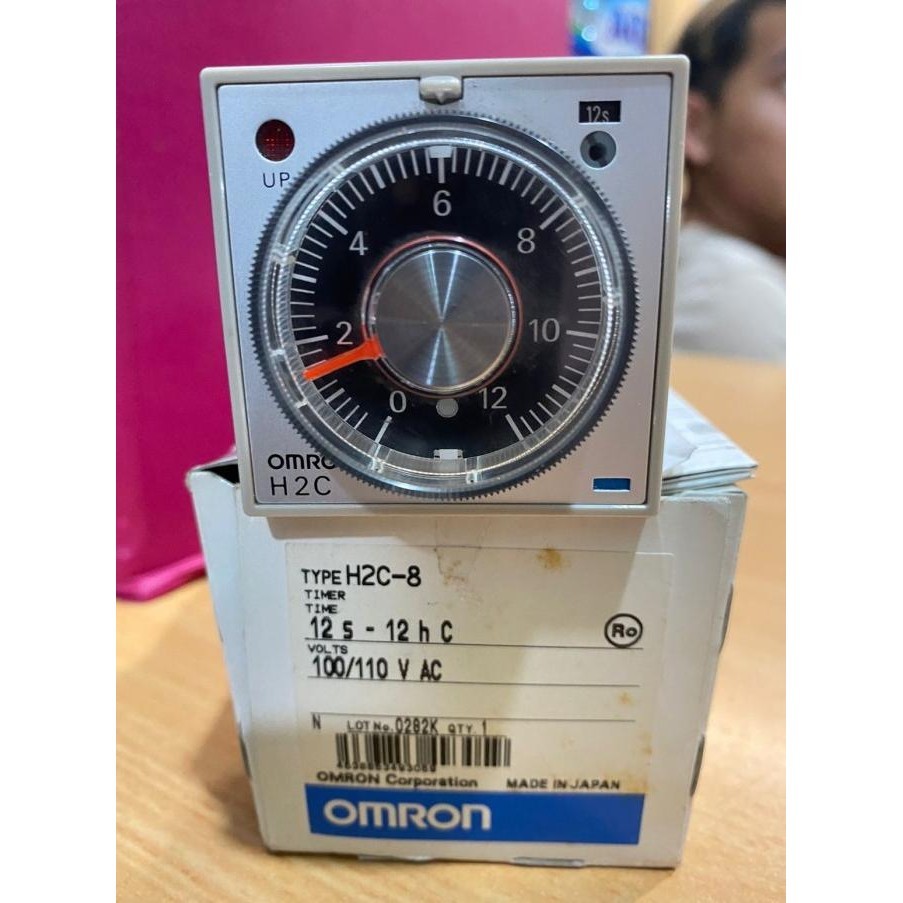 12s
UP
6
4
8
2
10
0
12
OMRO
H2C
TYPE H2C-8
TIMER
TIME
12 s - 12 h C
Ro
VOLTS
100/110 V AC
N LOT No. 0282K QTY. 1
OMRON Corporation MADE IN JAPAN
OMRON